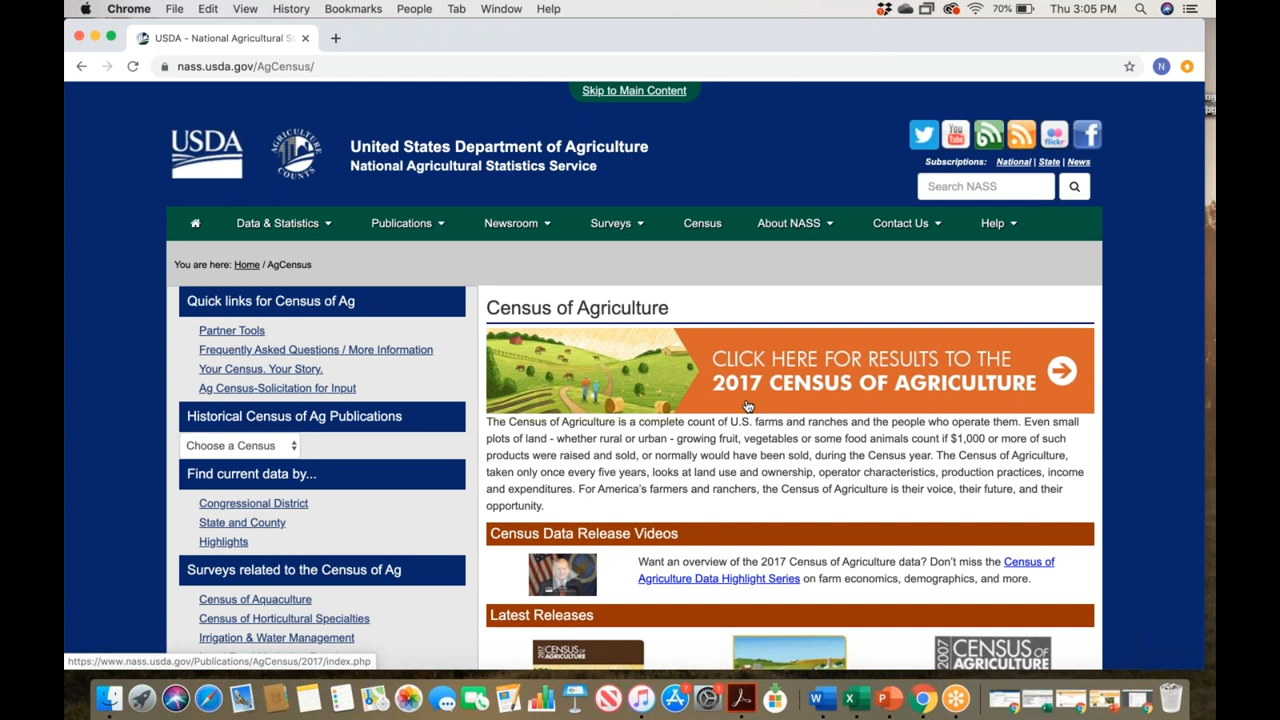 Chrome File Edit View History Bookmarks People Tab Window Help 70% Thu 3:05 PM
USDA - National Agricultural S
nass.usda.gov/AgCensus/ N
Skip to Main Content
USDA
AGRICULTURE COUNTS
United States Department of Agriculture
National Agricultural Statistics Service
You Tube flickr
Subscriptions: National | State | News
Search NASS
Data & Statistics Publications Newsroom Surveys Census About NASS Contact Us Help
You are here: Home / AgCensus
Quick links for Census of Ag
Partner Tools
Frequently Asked Questions / More Information
Your Census. Your Story.
Ag Census-Solicitation for Input
Historical Census of Ag Publications
Choose a Census
Find current data by...
Congressional District
State and County
Highlights
Surveys related to the Census of Ag
Census of Aquaculture
Census of Horticultural Specialties
Irrigation & Water Management
Census of Agriculture
CLICK HERE FOR RESULTS TO THE
2017 CENSUS OF AGRICULTURE
The Census of Agriculture is a complete count of U.S. farms and ranches and the people who operate them. Even small
plots of land - whether rural or urban - growing fruit, vegetables or some food animals count if $1,000 or more of such
products were raised and sold, or normally would have been sold, during the Census year. The Census of Agriculture,
taken only once every five years, looks at land use and ownership, operator characteristics, production practices, income
and expenditures. For America's farmers and ranchers, the Census of Agriculture is their voice, their future, and their
opportunity.
Census Data Release Videos
Want an overview of the 2017 Census of Agriculture data? Don't miss the Census of
Agriculture Data Highlight Series on farm economics, demographics, and more.
Latest Releases
2017 CENSUS OF AGRICULTURE
2007 CENSUS OF AGRICULTURE
https://www.nass.usda.gov/Publications/AgCensus/2017/index.php